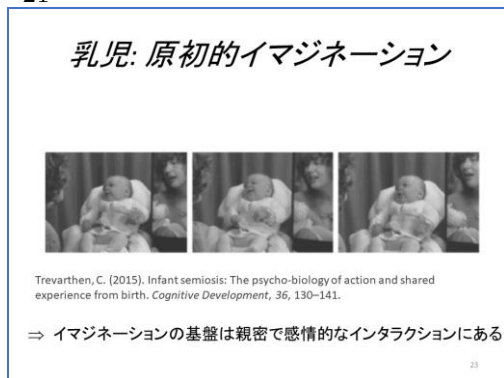 21
乳児: 原初的イマジネーション
Trevarthen, C. (2015). Infant semiosis: The psycho-biology of action and shared
experience from birth. Cognitive Development, 36, 130–141.
⇒ イマジネーションの基盤は親密で感情的なインタラクションにある
23